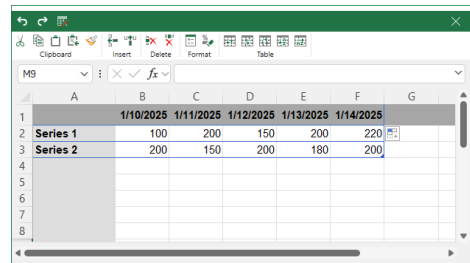 Clipboard Insert Delete Format Table
M9 fx
A B C D E F G
1 1/10/2025 1/11/2025 1/12/2025 1/13/2025 1/14/2025
2 Series 1 100 200 150 200 220
3 Series 2 200 150 200 180 200
4
5
6
7
8